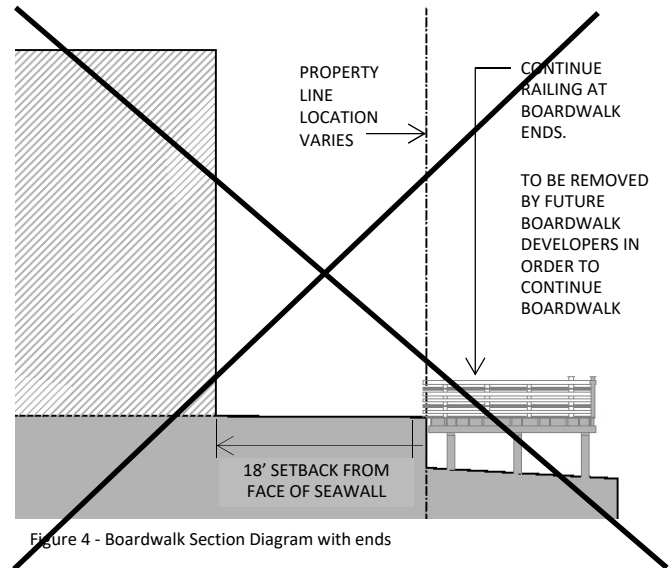 PROPERTY
LINE
LOCATION
VARIES
CONTINUE
RAILING AT
BOARDWALK
ENDS.
TO BE REMOVED
BY FUTURE
BOARDWALK
DEVELOPERS IN
ORDER TO
CONTINUE
BOARDWALK
18’ SETBACK FROM
FACE OF SEAWALL
Figure 4 - Boardwalk Section Diagram with ends